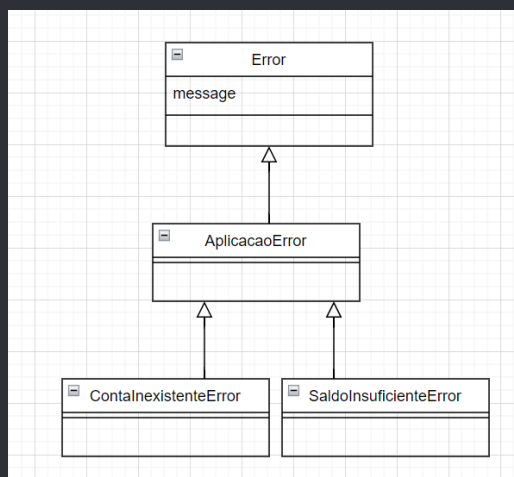 Error
message
AplicacaoError
ContaInexistenteError
SaldoInsuficienteError